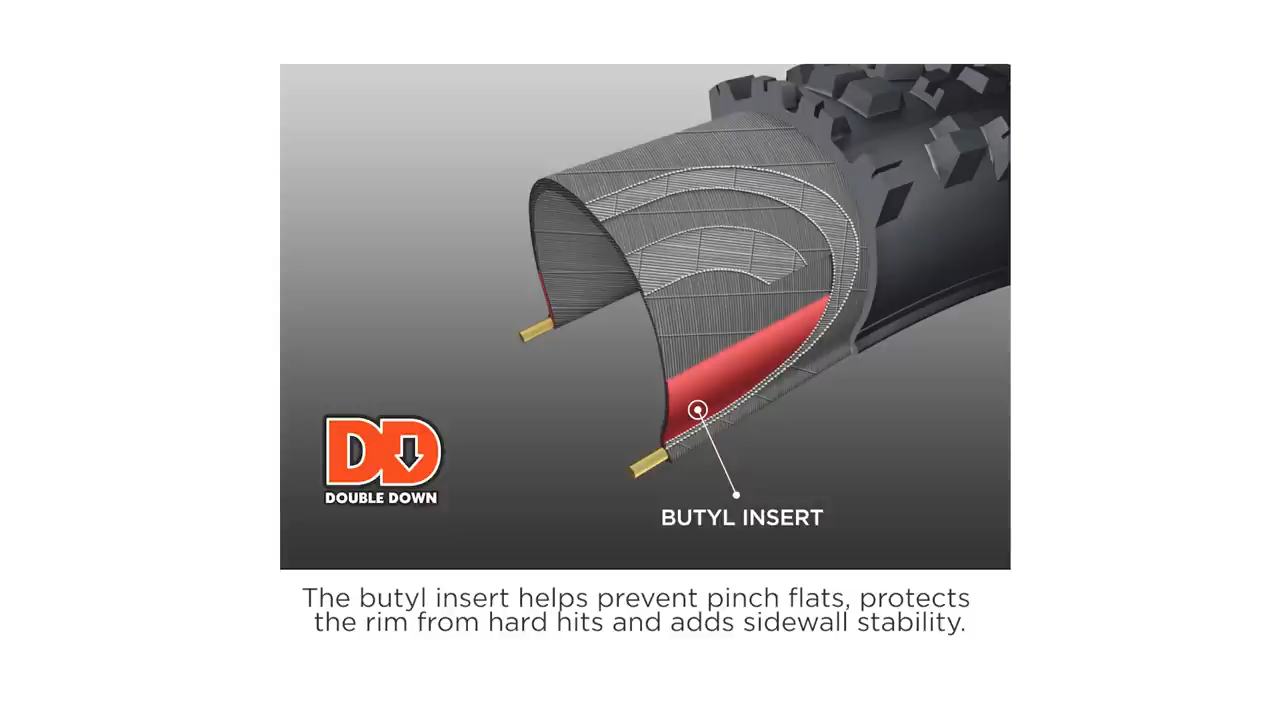 DD
DOUBLE DOWN
BUTYL INSERT
The butyl insert helps prevent pinch flats, protects
the rim from hard hits and adds sidewall stability.